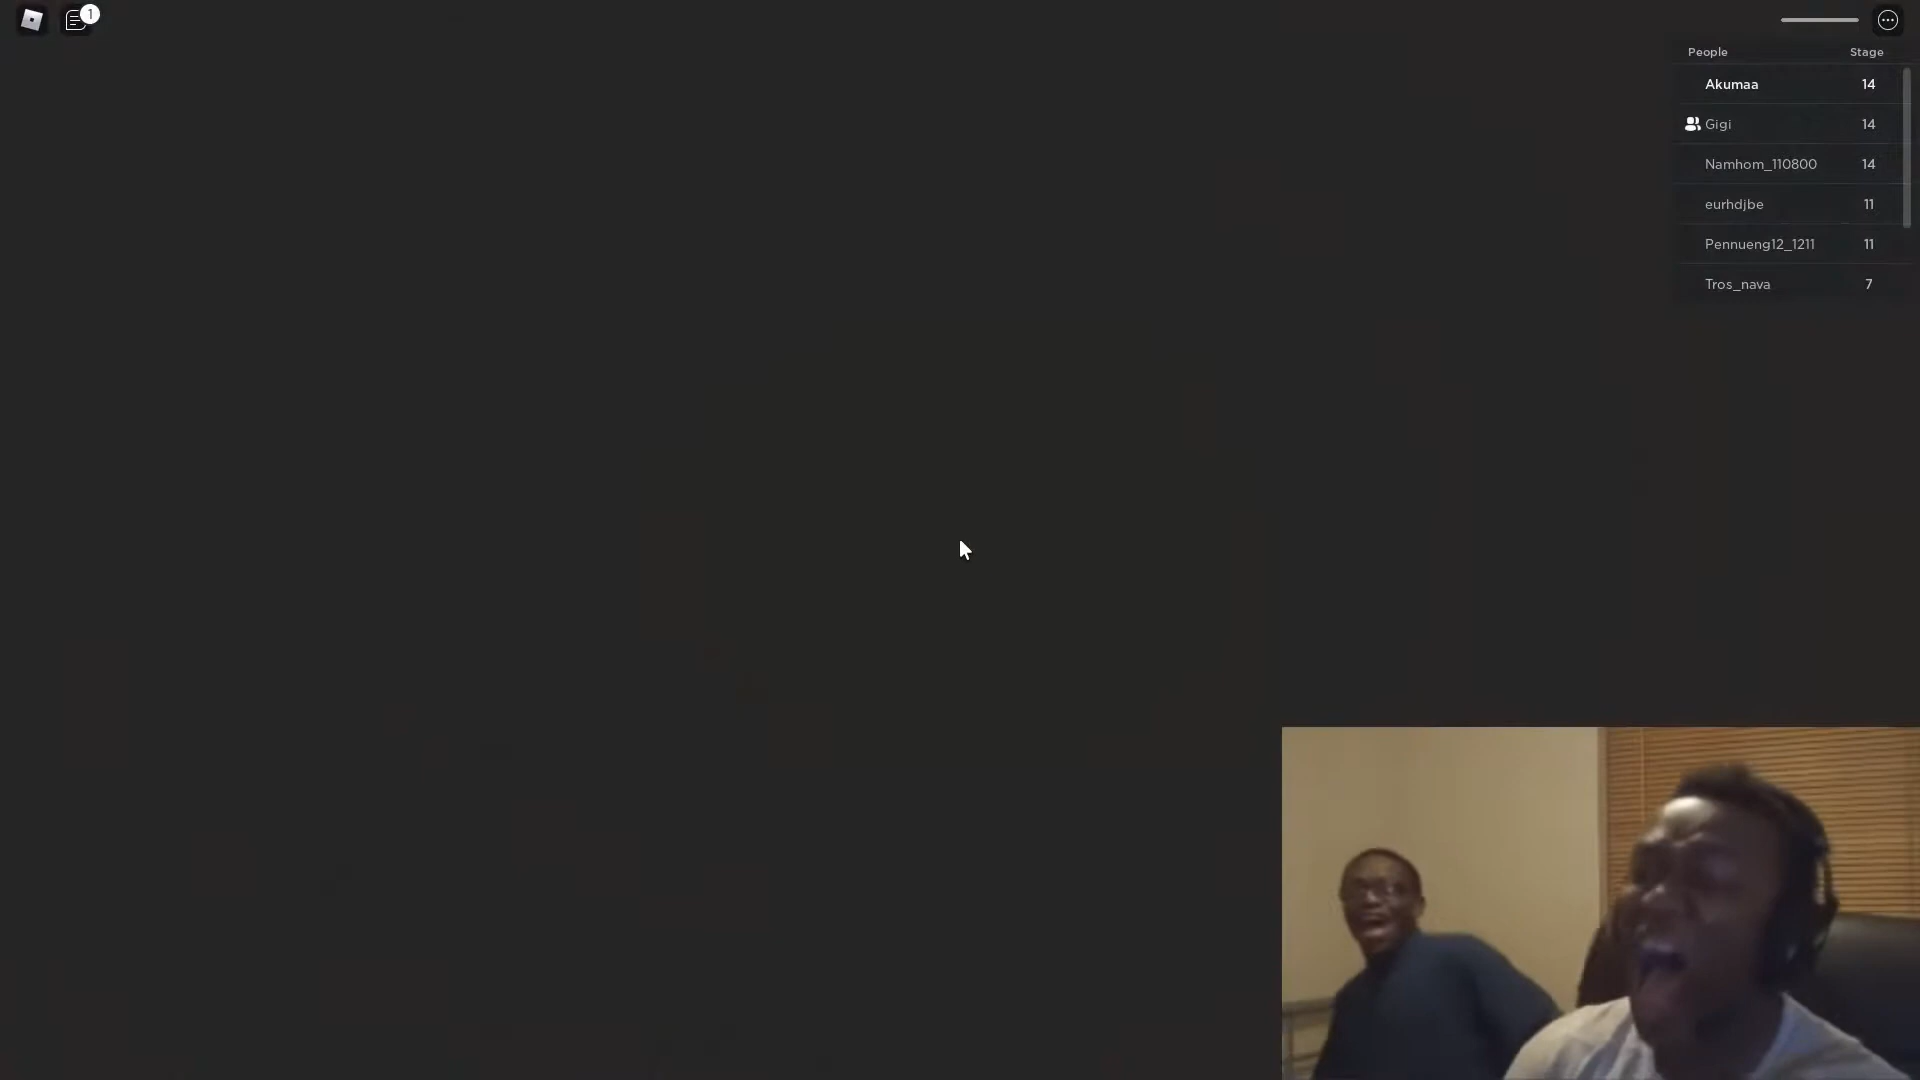 1
People Stage
Akumaa 14
Gigi 14
Namhom_110800 14
eurhdjbe 11
Pennueng12_1211 11
Tros_nava 7